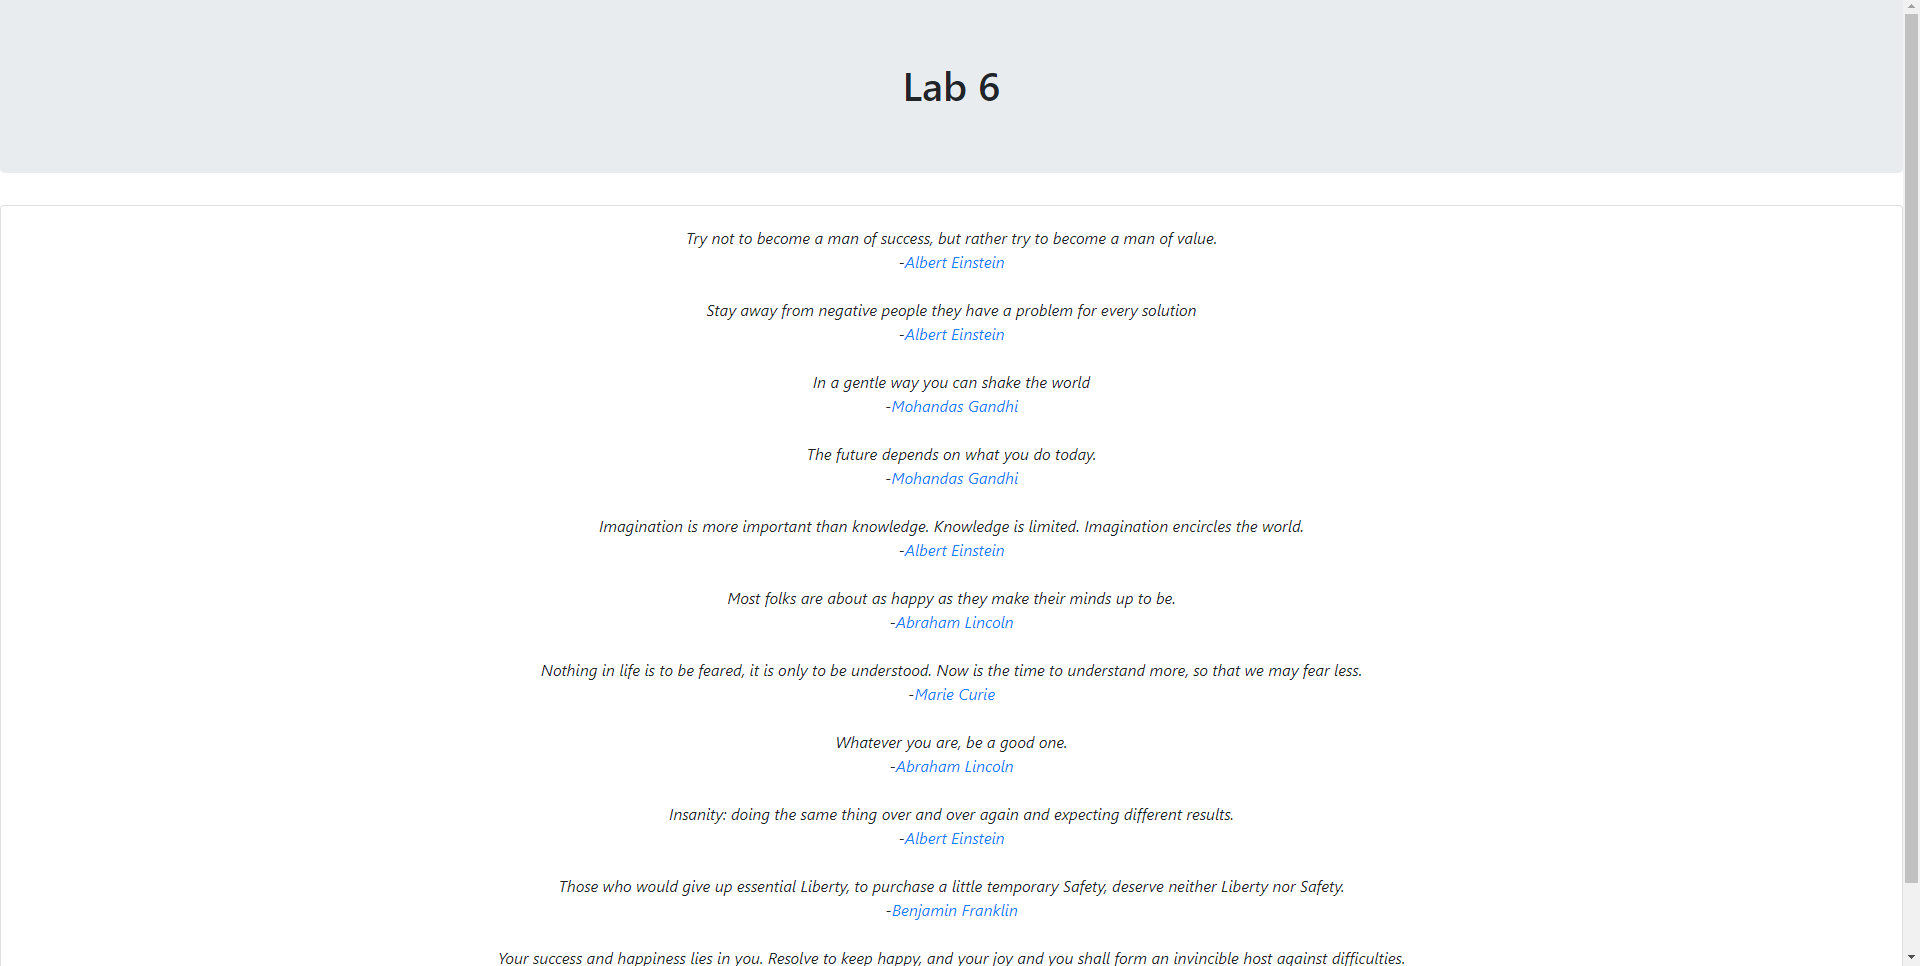 Lab 6
Try not to become a man of success, but rather try to become a man of value.
-Albert Einstein
Stay away from negative people they have a problem for every solution
-Albert Einstein
In a gentle way you can shake the world
-Mohandas Gandhi
The future depends on what you do today.
-Mohandas Gandhi
Imagination is more important than knowledge. Knowledge is limited. Imagination encircles the world.
-Albert Einstein
Most folks are about as happy as they make their minds up to be.
-Abraham Lincoln
Nothing in life is to be feared, it is only to be understood. Now is the time to understand more, so that we may fear less.
-Marie Curie
Whatever you are, be a good one.
-Abraham Lincoln
Insanity: doing the same thing over and over again and expecting different results.
-Albert Einstein
Those who would give up essential Liberty, to purchase a little temporary Safety, deserve neither Liberty nor Safety.
-Benjamin Franklin
Your success and happiness lies in you. Resolve to keep happy, and your joy and you shall form an invincible host against difficulties.